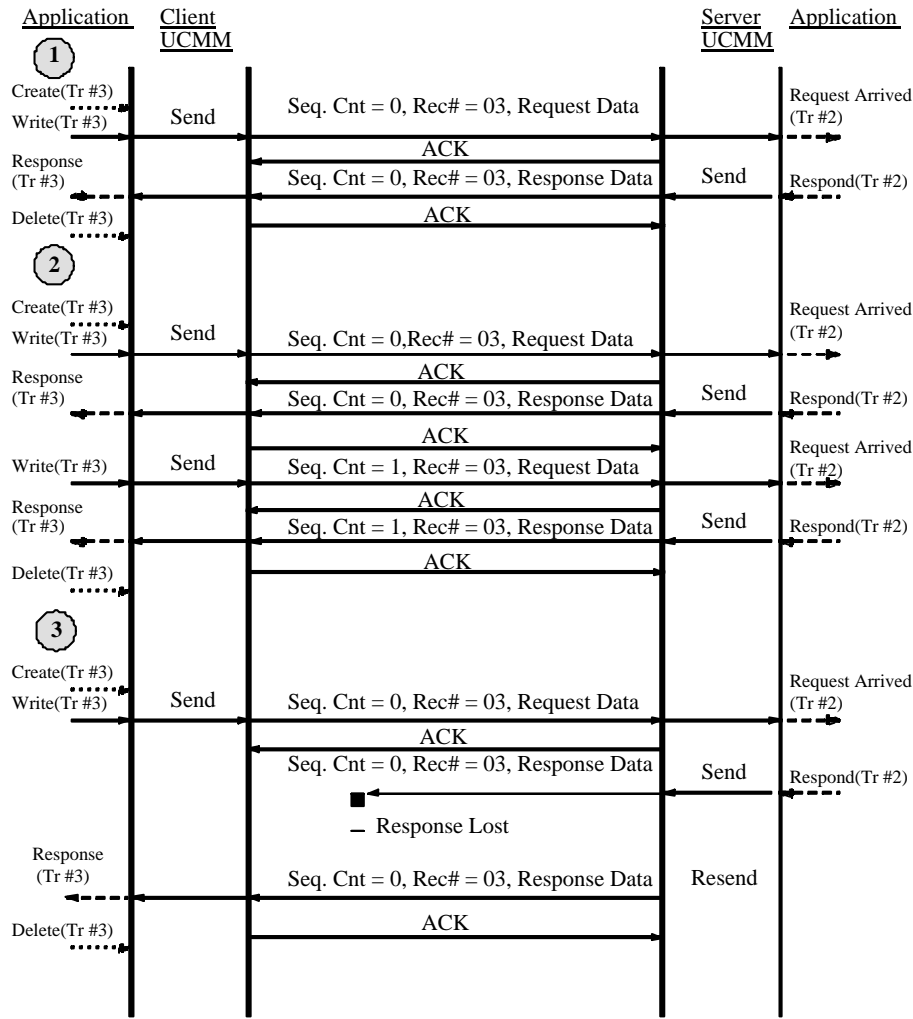 Application Client UCMM Server UCMM Application
1
Create(Tr #3)
Write(Tr #3)
Send
Seq. Cnt = 0, Rec# = 03, Request Data
Request Arrived
(Tr #2)
ACK
Response
(Tr #3)
Seq. Cnt = 0, Rec# = 03, Response Data
Send
Respond(Tr #2)
Delete(Tr #3)
ACK
2
Create(Tr #3)
Write(Tr #3)
Send
Seq. Cnt = 0,Rec# = 03, Request Data
Request Arrived
(Tr #2)
ACK
Response
(Tr #3)
Seq. Cnt = 0, Rec# = 03, Response Data
Send
Respond(Tr #2)
ACK
Write(Tr #3)
Send
Seq. Cnt = 1, Rec# = 03, Request Data
Request Arrived
(Tr #2)
ACK
Response
(Tr #3)
Seq. Cnt = 1, Rec# = 03, Response Data
Send
Respond(Tr #2)
ACK
Delete(Tr #3)
3
Create(Tr #3)
Write(Tr #3)
Send
Seq. Cnt = 0, Rec# = 03, Request Data
Request Arrived
(Tr #2)
ACK
Seq. Cnt = 0, Rec# = 03, Response Data
Send
Respond(Tr #2)
Response Lost
Response
(Tr #3)
Seq. Cnt = 0, Rec# = 03, Response Data
Resend
Delete(Tr #3)
ACK